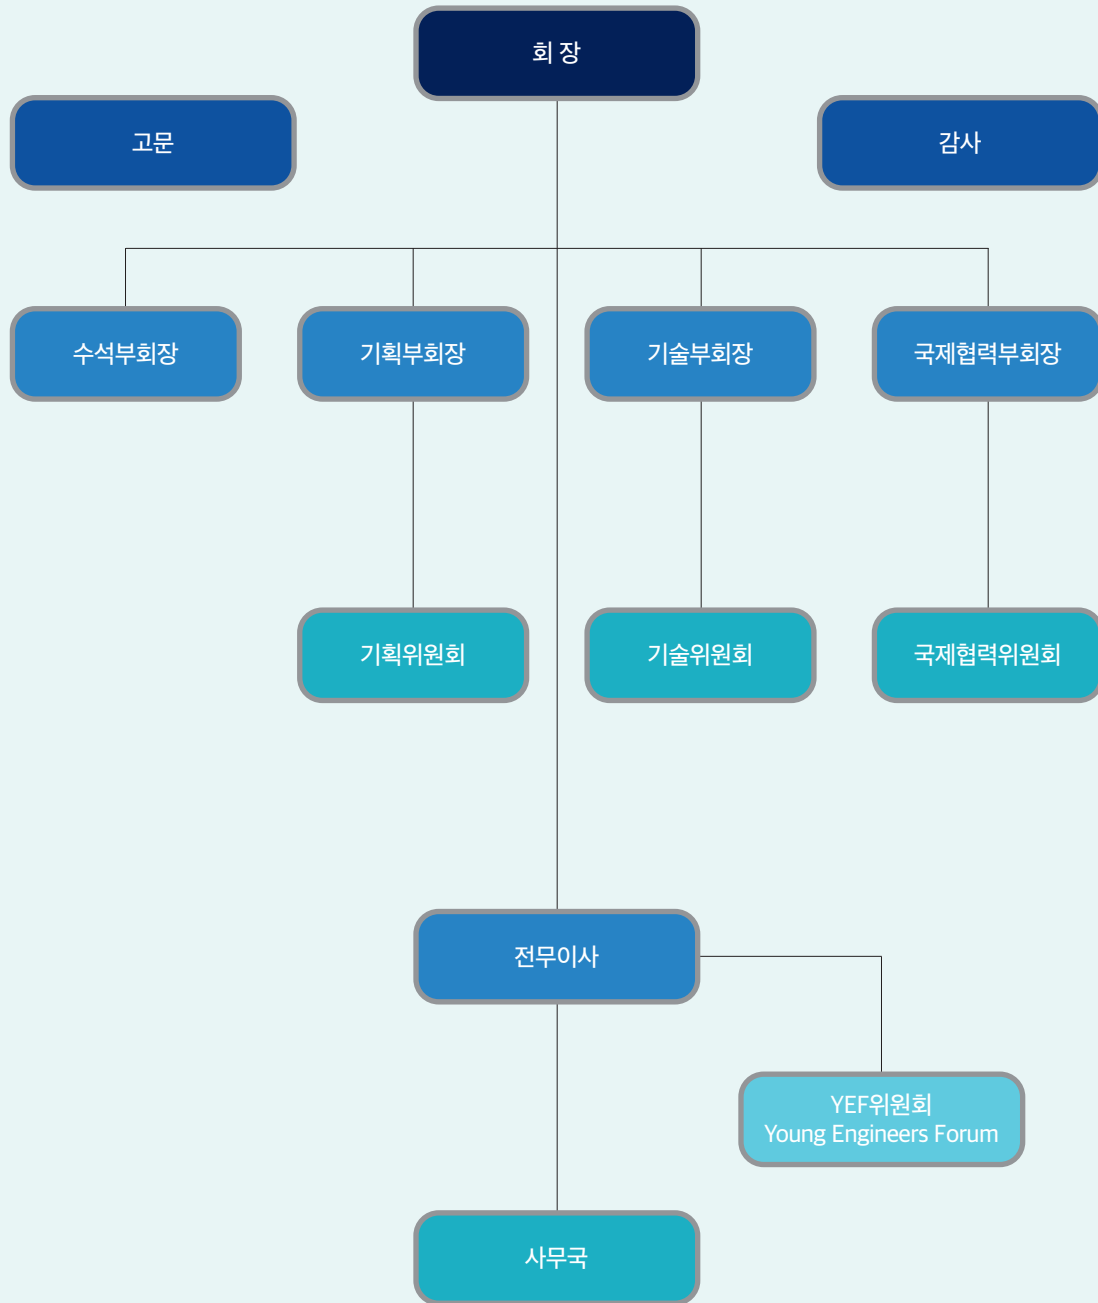 회 장
고문
감사
수석부회장
기획부회장
기술부회장
국제협력부회장
기획위원회
기술위원회
국제협력위원회
전무이사
YEF위원회
Young Engineers Forum
사무국